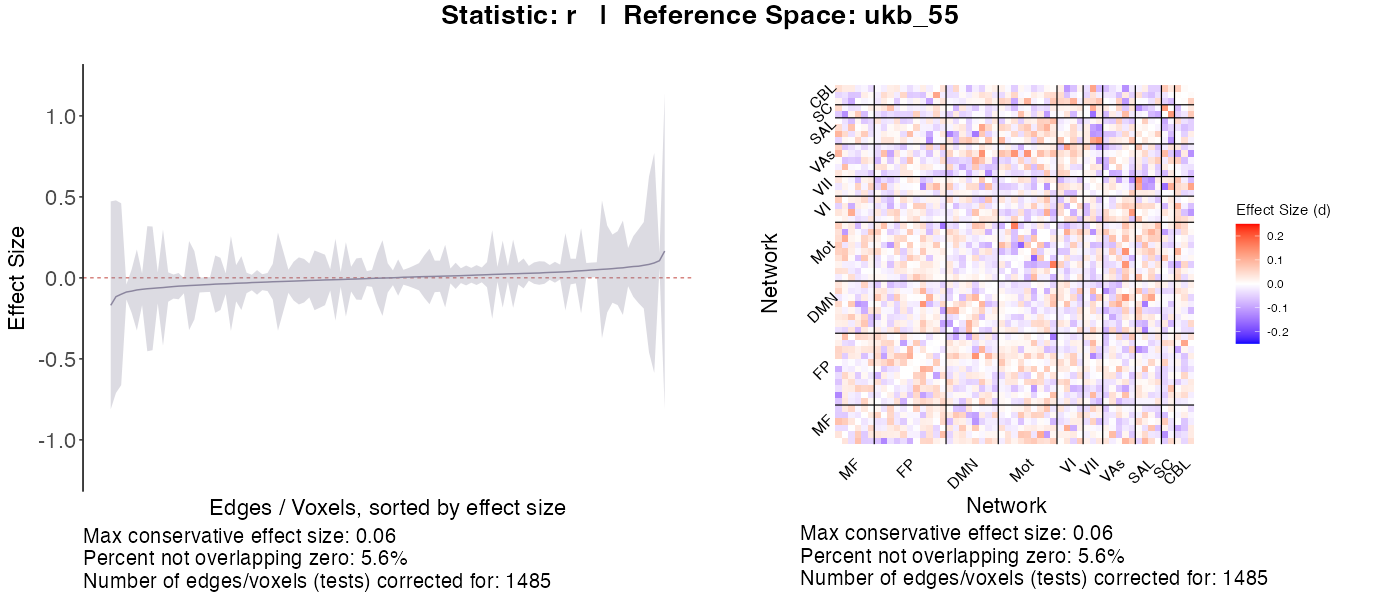 Statistic: r | Reference Space: ukb_55
Effect Size
1.0
0.5
0.0
-0.5
-1.0
Edges / Voxels, sorted by effect size
Max conservative effect size: 0.06
Percent not overlapping zero: 5.6%
Number of edges/voxels (tests) corrected for: 1485
Network
CBL
SC
SAL
VAs
VII
VI
Mot
DMN
FP
MF
MF
FP
DMN
Mot
VI
VII
VAs
SAL
SC
CBL
Network
Max conservative effect size: 0.06
Percent not overlapping zero: 5.6%
Number of edges/voxels (tests) corrected for: 1485
Effect Size (d)
0.2
0.1
0.0
-0.1
-0.2